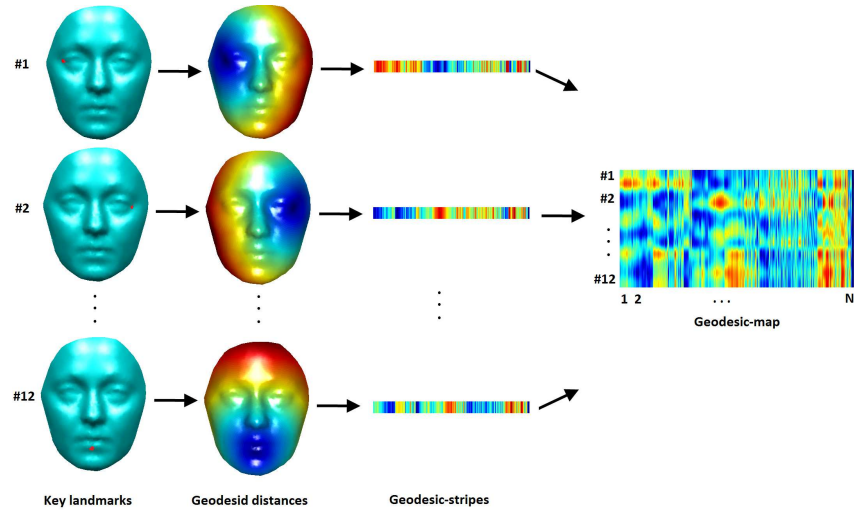 #1
#2
#12
#1
#2
.
.
.
#12
1 2 ... N
Geodesic-map
Key landmarks
Geodesid distances
Geodesic-stripes